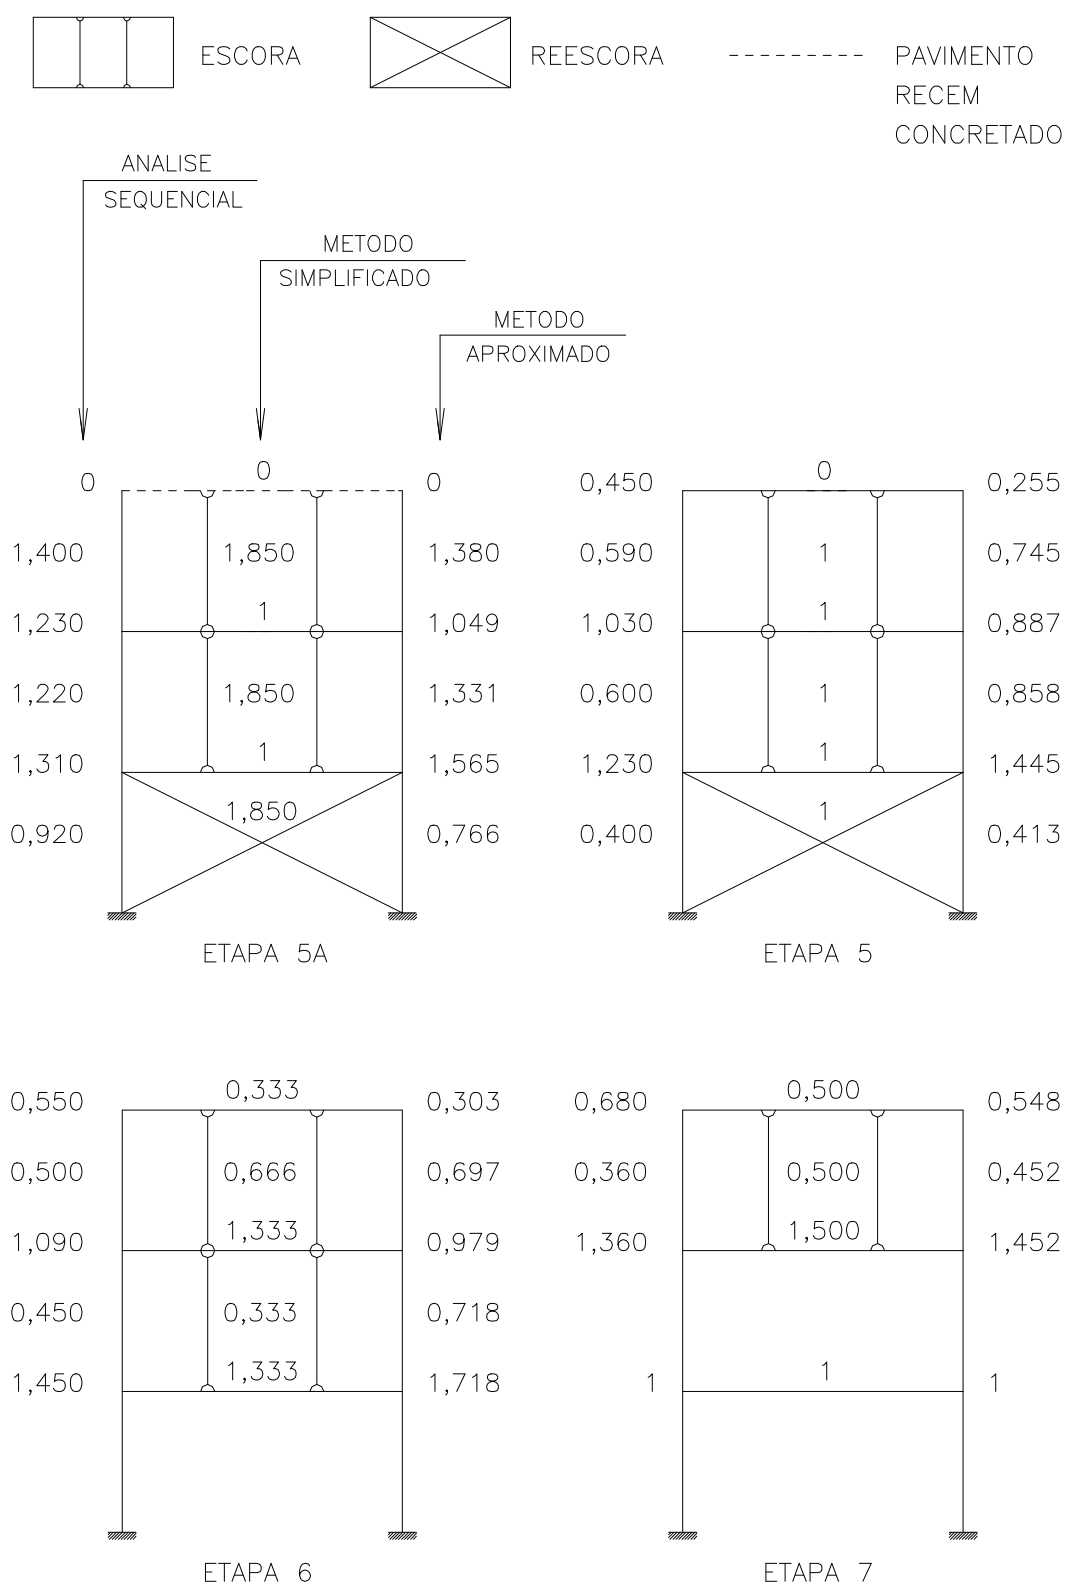 ESCORA
REESCORA
PAVIMENTO
RECEM
CONCRETADO
ANALISE
SEQUENCIAL
METODO
SIMPLIFICADO
METODO
APROXIMADO
0 0 0
1,400 1,850 1,380
1
1,230 1,049
1,220 1,850 1,331
1
1,310 1,565
1,850
0,920 0,766
ETAPA 5A
0
0,450 0,255
0,590 1 0,745
1
1,030 0,887
0,600 1 0,858
1
1,230 1,445
1
0,400 0,413
ETAPA 5
0,333
0,550 0,303
0,500 0,666 0,697
1,333
1,090 0,979
0,450 0,333 0,718
1,333
1,450 1,718
ETAPA 6
0,500
0,680 0,548
0,360 0,500 0,452
1,500
1,360 1,452
1
1 1
ETAPA 7